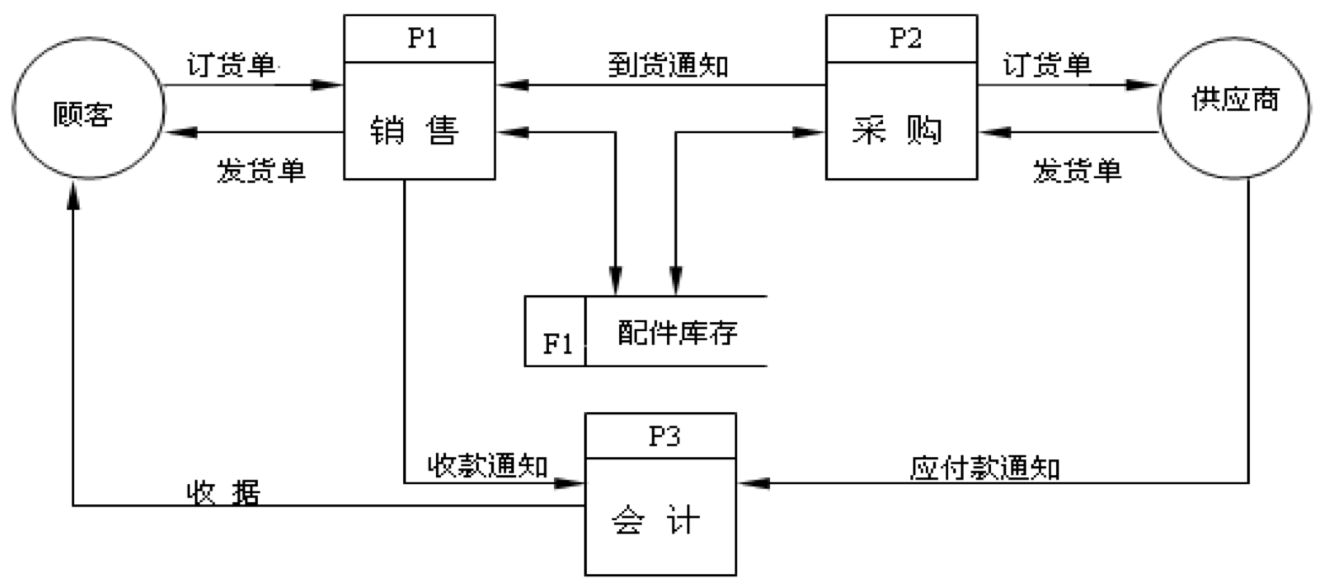 P1
P2
订货单
到货通知
订货单
顾客
销 售
采 购
供应商
发货单
发货单
F1
配件库存
P3
收款通知
应付款通知
收 据
会 计